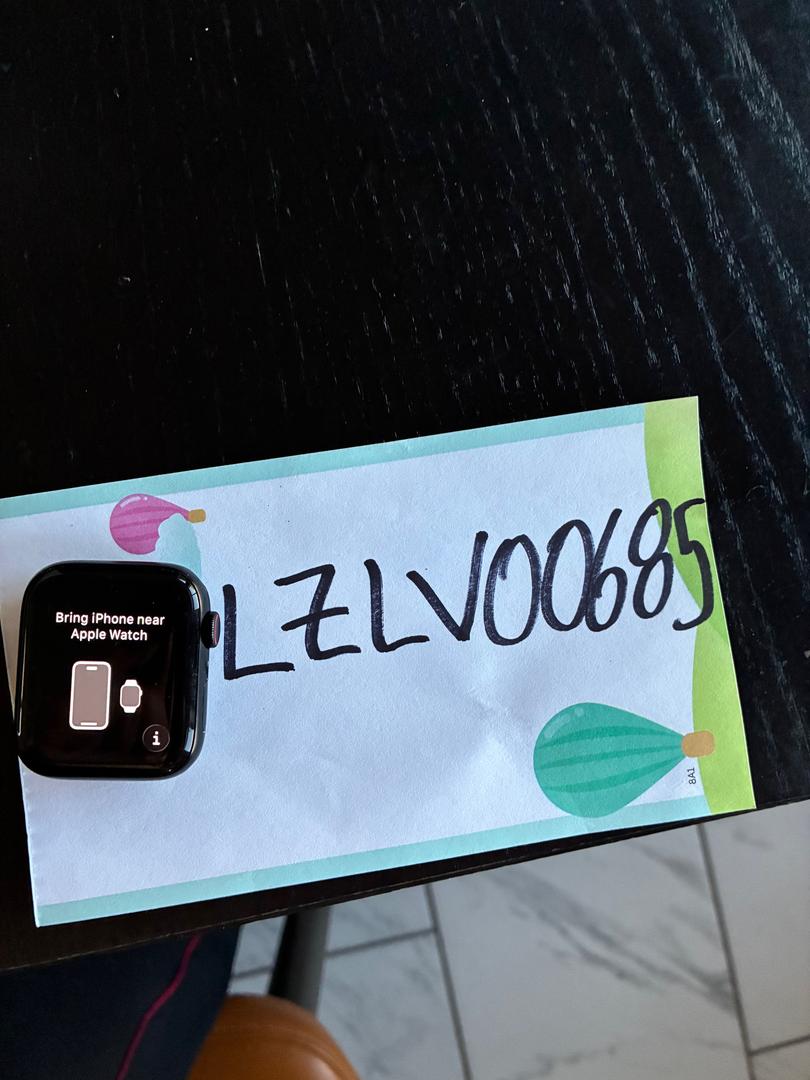 Bring iPhone near
Apple Watch
i
LZLV00685
8A1